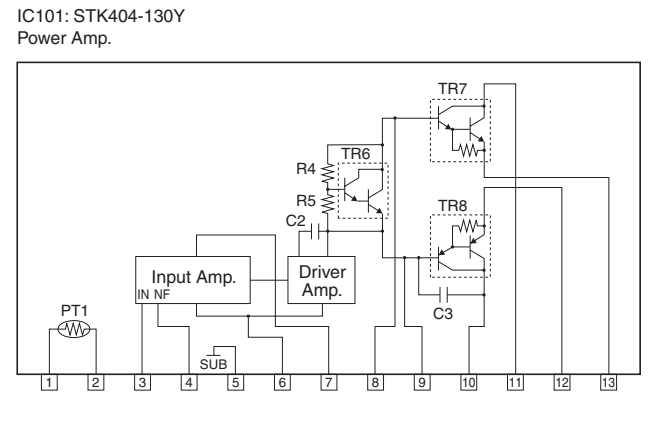 IC101: STK404-130Y
Power Amp.
TR7
R4
TR6
R5
TR8
C2
Input Amp.
IN NF
Driver
Amp.
C3
PT1
SUB
1 2 3 4 5 6 7 8 9 10 11 12 13